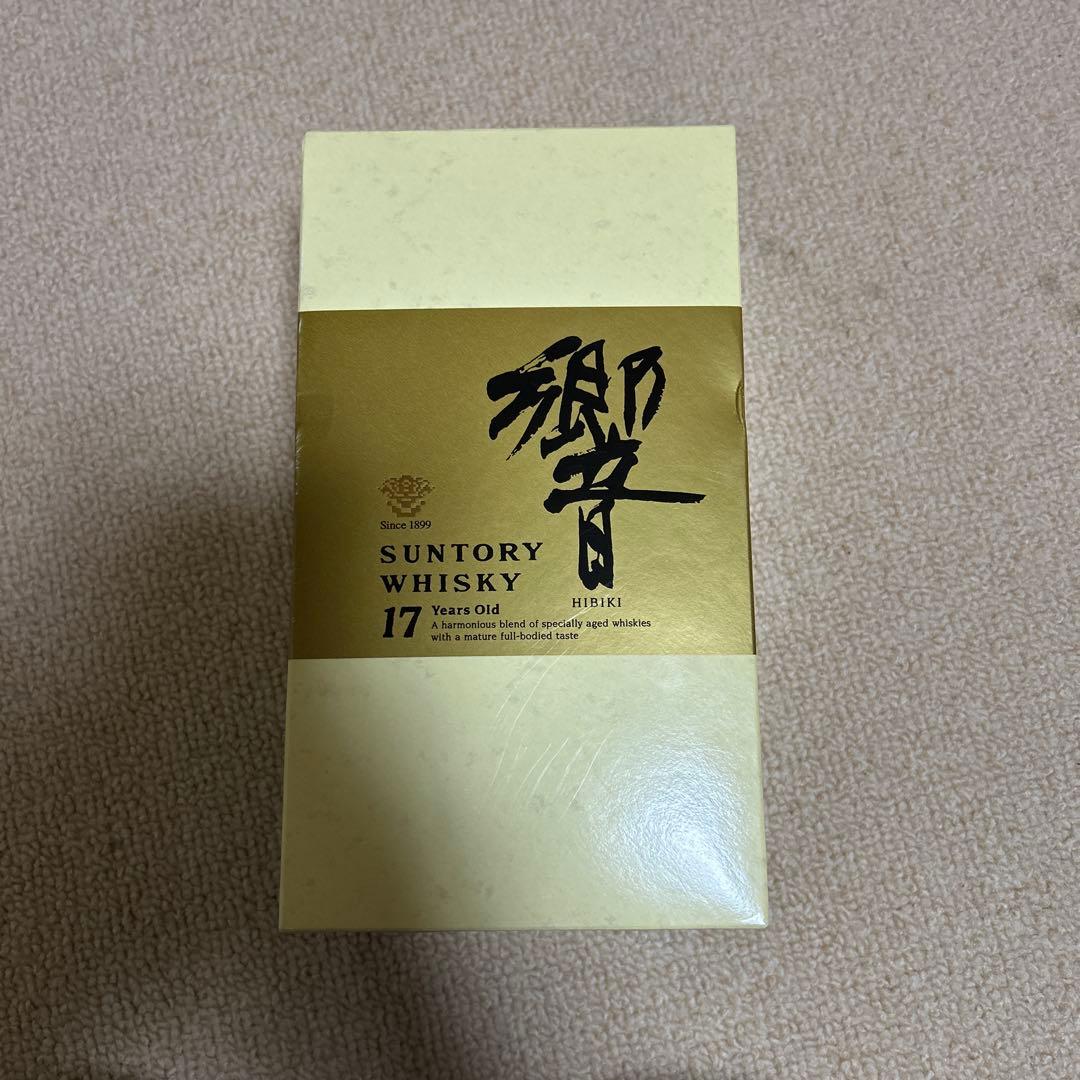 響
Since 1899
SUNTORY
WHISKY
HIBIKI
17 Years Old
A harmonious blend of specially aged whiskies
with a mature full-bodied taste